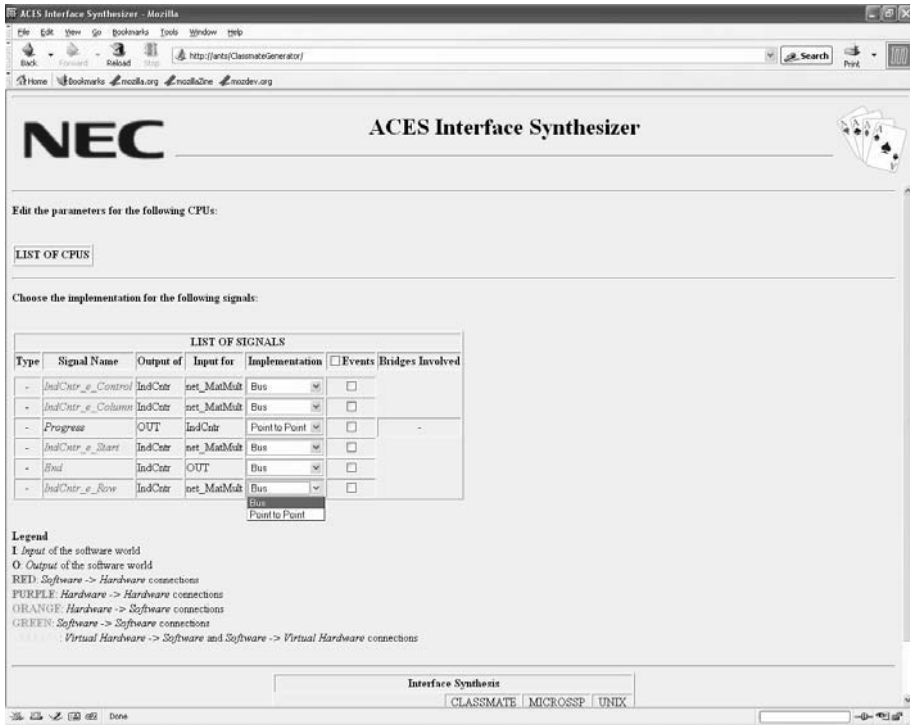 ACES Interface Synthesizer - Mozilla
File Edit View Go Bookmarks Tools Window Help
Back Forward Reload Stop http://ants/ClassmateGenerator/ Search Print
Home Bookmarks mozilla.org mozillaZine mozdev.org
NEC
ACES Interface Synthesizer
Edit the parameters for the following CPUs:
LIST OF CPUS
Choose the implementation for the following signals:
LIST OF SIGNALS
Type Signal Name Output of Input for Implementation Events Bridges Involved
- IndCntr_e_Control IndCntr net_MatMult Bus
- IndCntr_e_Column IndCntr net_MatMult Bus
- Progress OUT IndCntr Point to Point -
- IndCntr_e_Start IndCntr net_MatMult Bus
- End IndCntr OUT Bus
- IndCntr_e_Row IndCntr net_MatMult Bus
Bus
Point to Point
Legend
I: Input of the software world
O: Output of the software world
RED: Software -> Hardware connections
PURPLE: Hardware -> Hardware connections
ORANGE: Hardware -> Software connections
GREEN: Software -> Software connections
: Virtual Hardware -> Software and Software -> Virtual Hardware connections
Interface Synthesis
CLASSMATE MICROSSP UNIX
Done